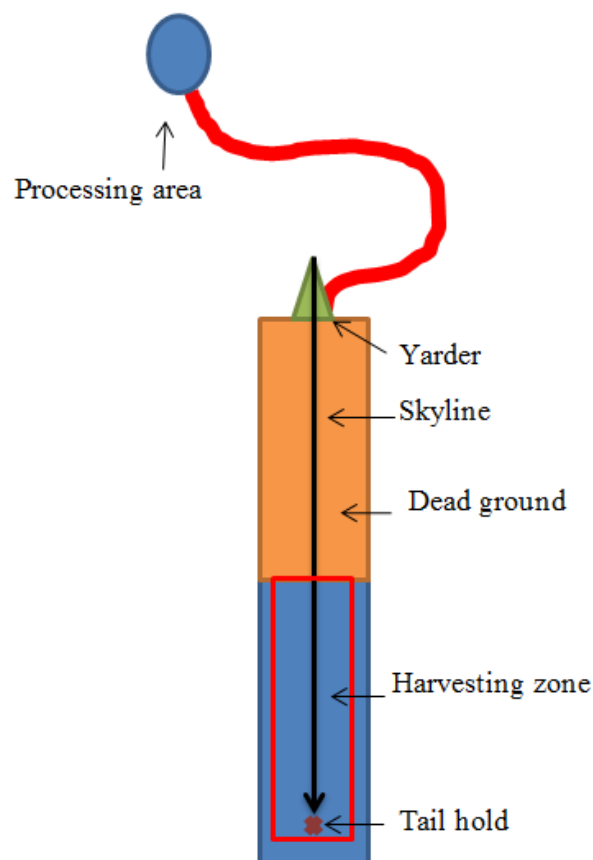 Processing area
Yarder
Skyline
Dead ground
Harvesting zone
Tail hold